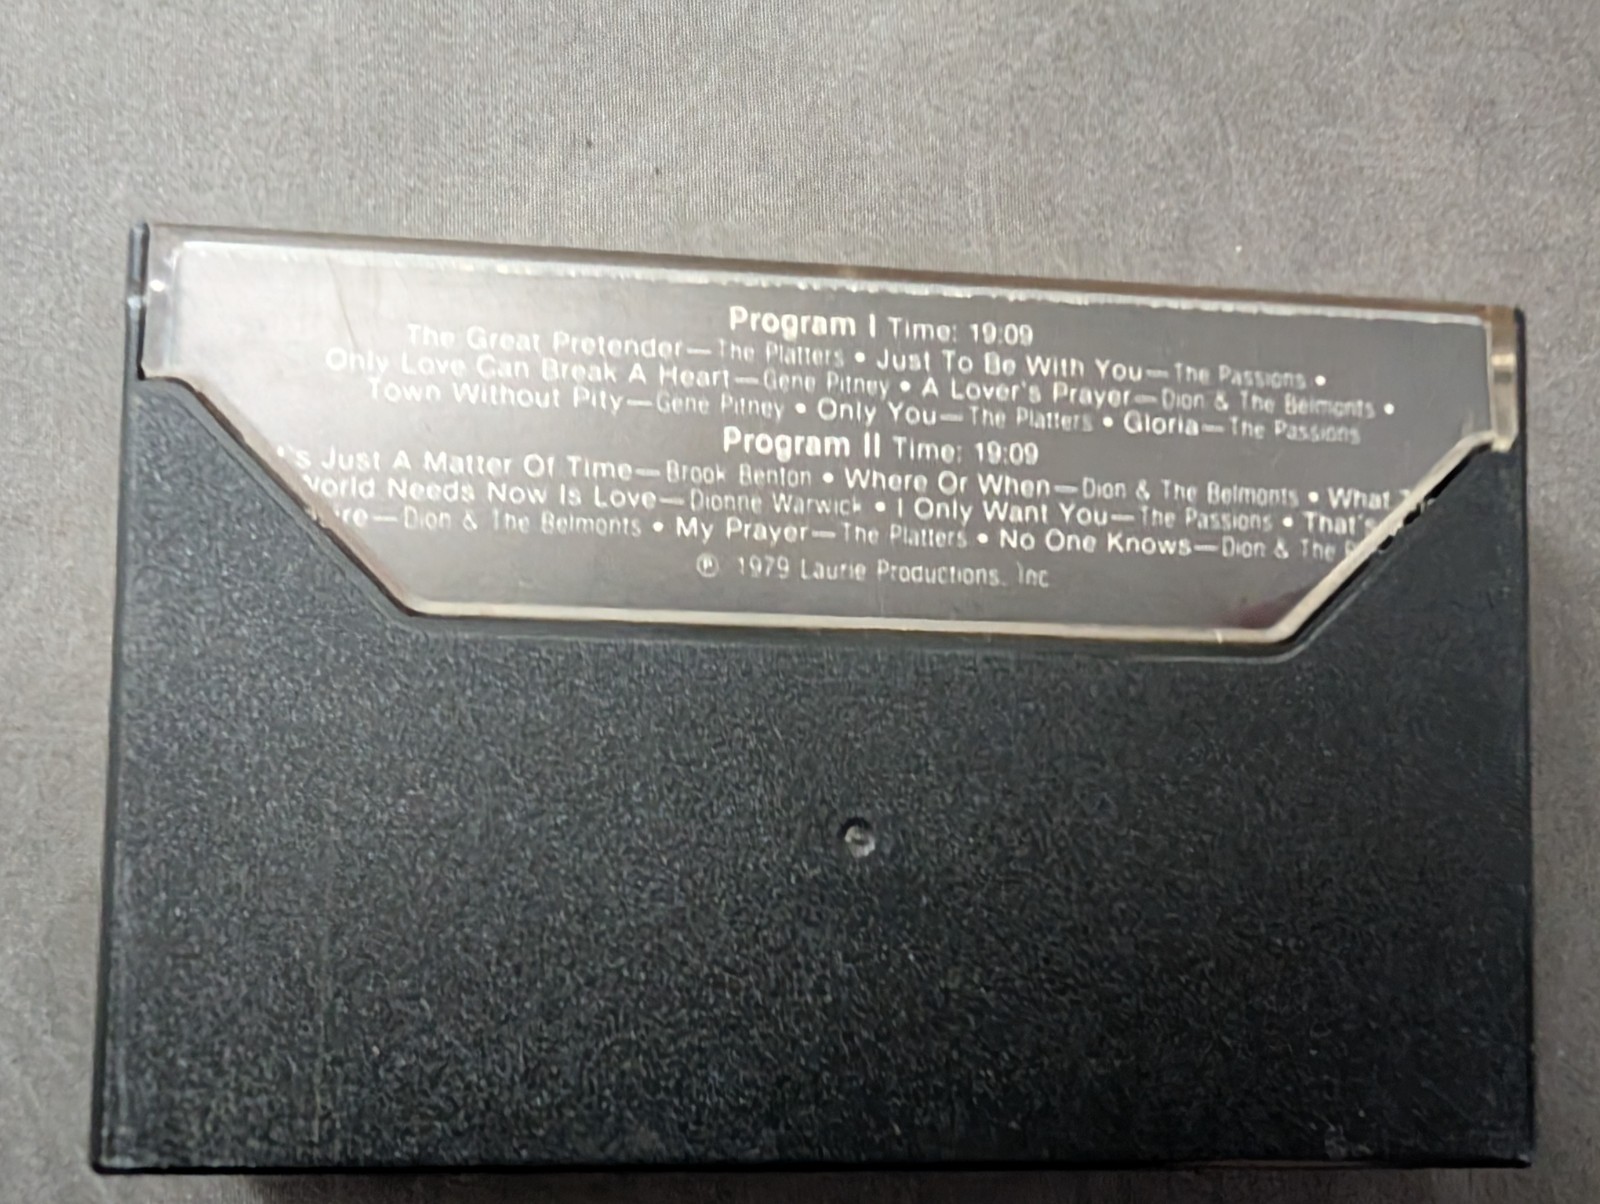 Program I Time: 19:09
The Great Pretender—The Platters • Just To Be With You—The Passions •
Only Love Can Break A Heart—Gene Pitney • A Lover's Prayer—Dion & The Belmonts •
Town Without Pity—Gene Pitney • Only You—The Platters • Gloria—The Passions
Program II Time: 19:09
's Just A Matter Of Time—Brook Benton • Where Or When—Dion & The Belmonts • What
World Needs Now Is Love—Dionne Warwick • I Only Want You—The Passions • That's
re—Dion & The Belmonts • My Prayer—The Platters • No One Knows—Dion & The
℗ 1979 Laurie Productions, Inc